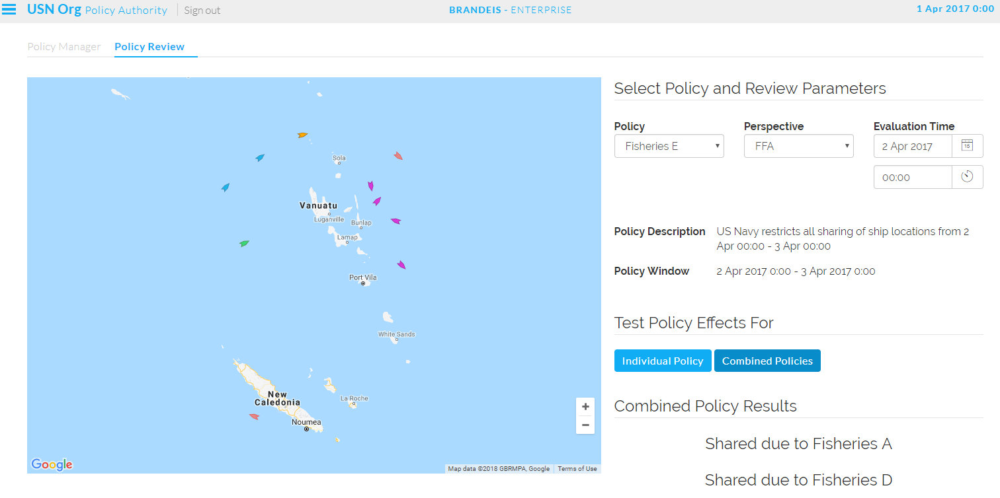 USN Org Policy Authority Sign out
BRANDEIS - ENTERPRISE
1 Apr 2017 0:00
Policy Manager Policy Review
Sola
Vanuatu
Luganville
Bunlap
Lamap
Port Vila
White Sands
New
Caledonia
La Roche
Noumea
+
−
Google
Map data ©2018 GBRMPA, Google Terms of Use
Select Policy and Review Parameters
Policy Perspective Evaluation Time
Fisheries E FFA 2 Apr 2017 15
00:00
Policy Description US Navy restricts all sharing of ship locations from 2
Apr 00:00 - 3 Apr 00:00
Policy Window 2 Apr 2017 0:00 - 3 Apr 2017 0:00
Test Policy Effects For
Individual Policy Combined Policies
Combined Policy Results
Shared due to Fisheries A
Shared due to Fisheries D